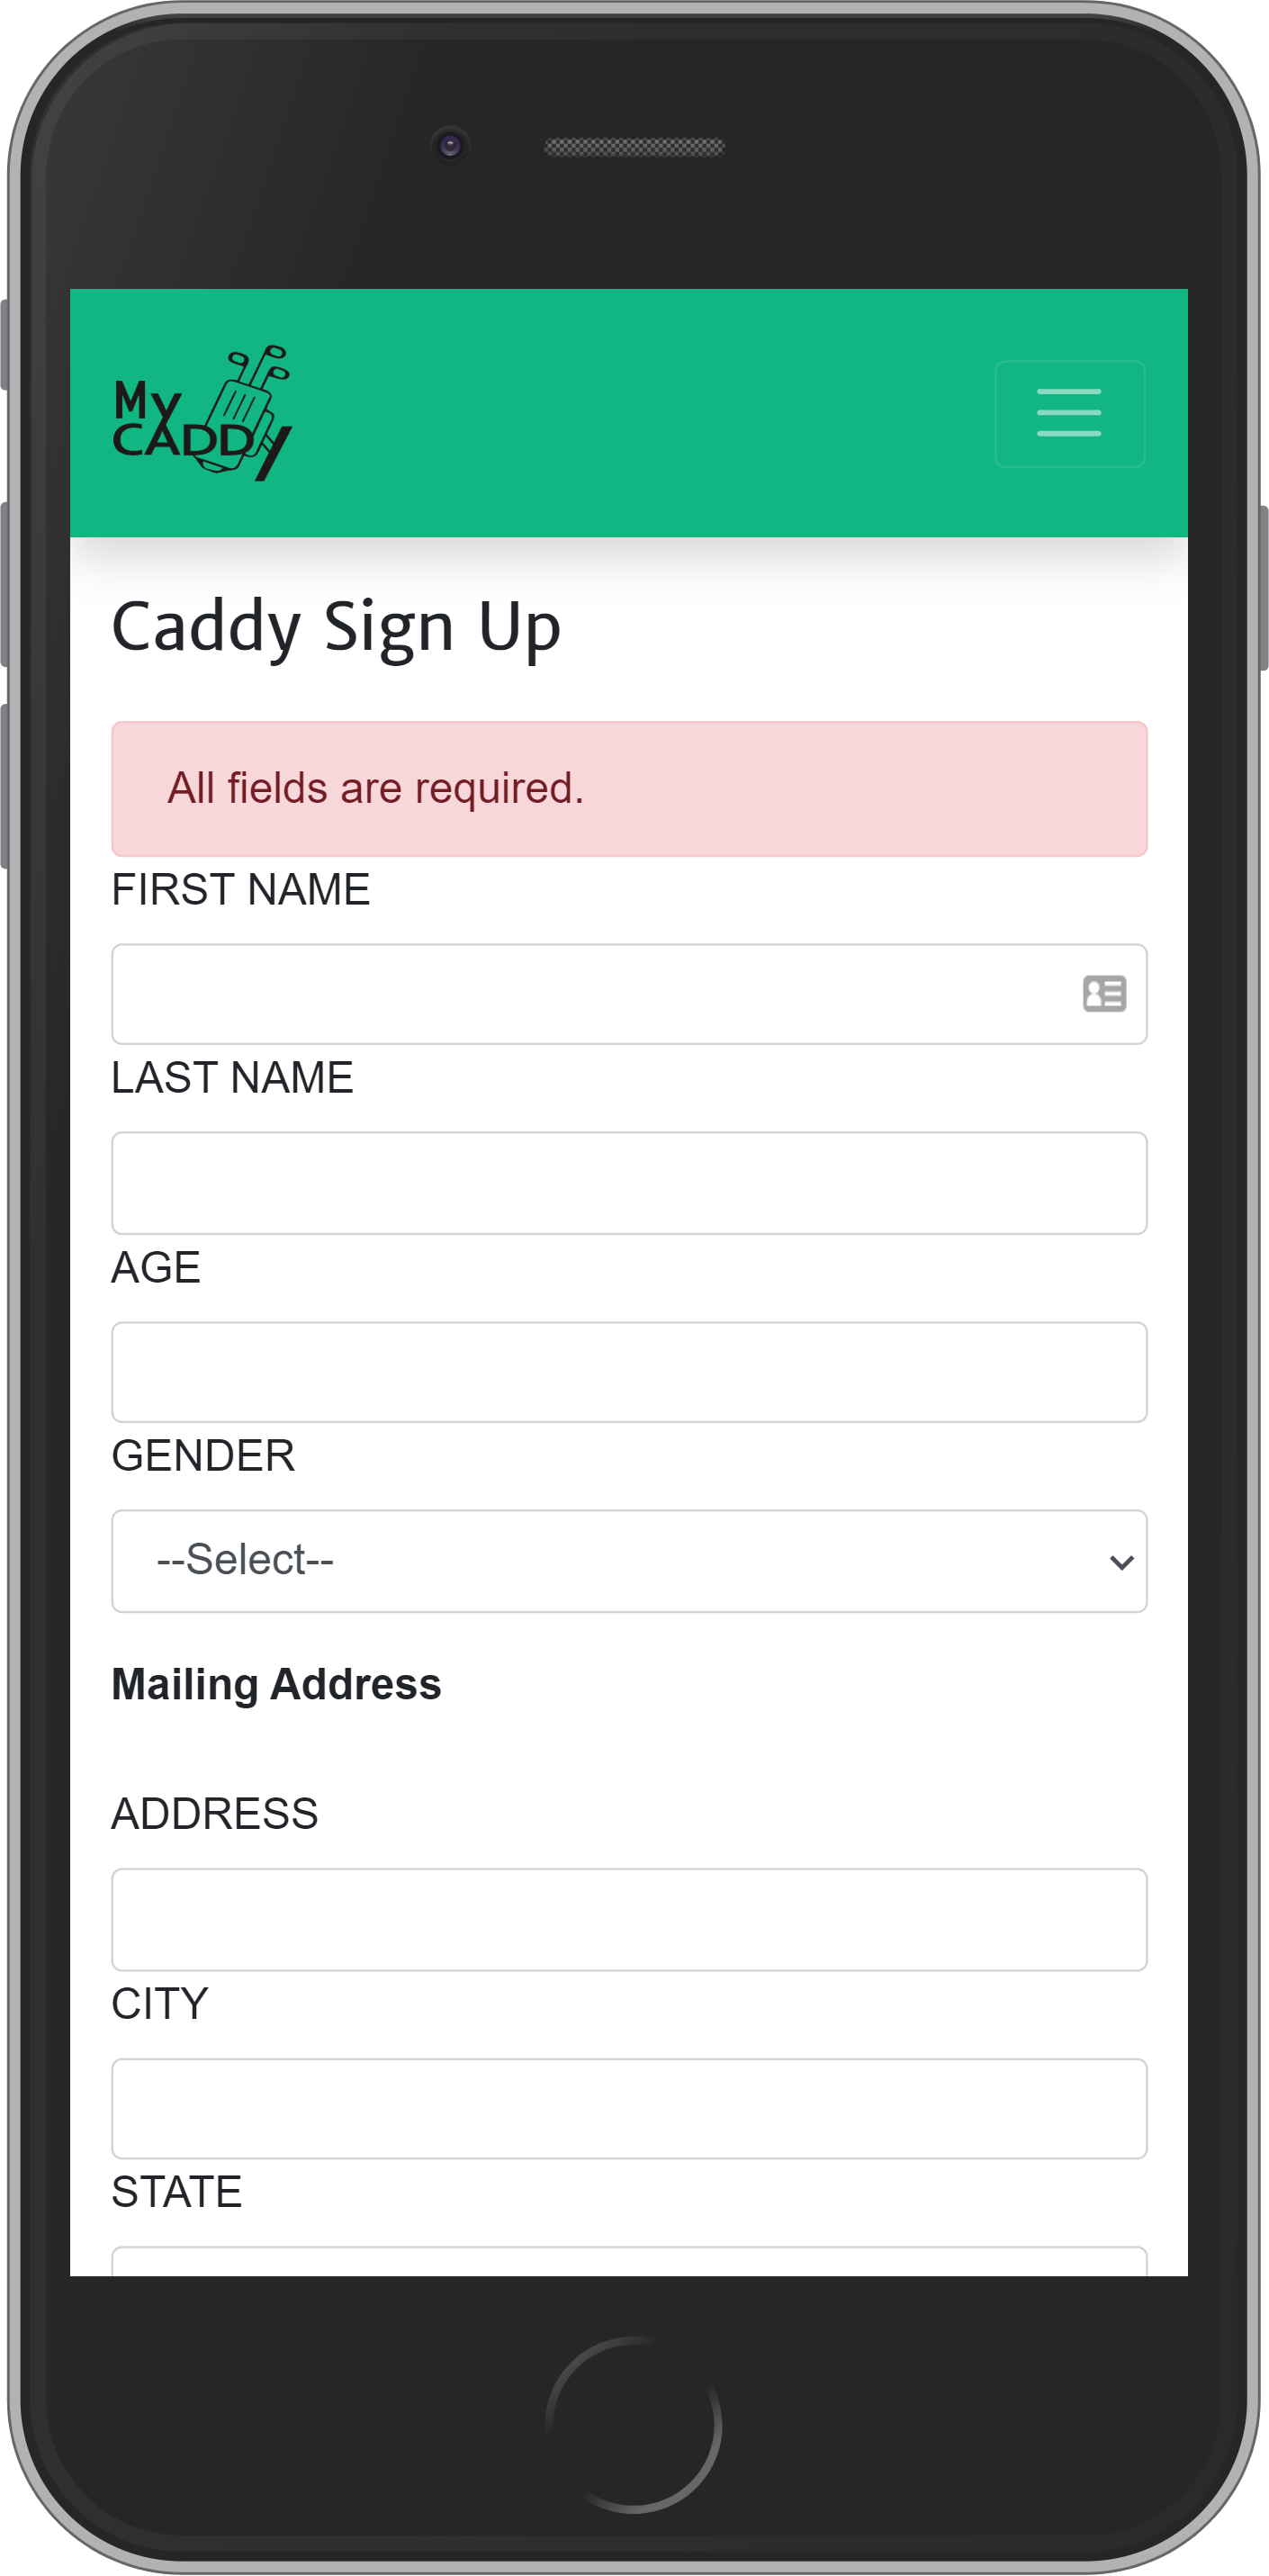 My
CADDY
Caddy Sign Up
All fields are required.
FIRST NAME
LAST NAME
AGE
GENDER
--Select--
Mailing Address
ADDRESS
CITY
STATE